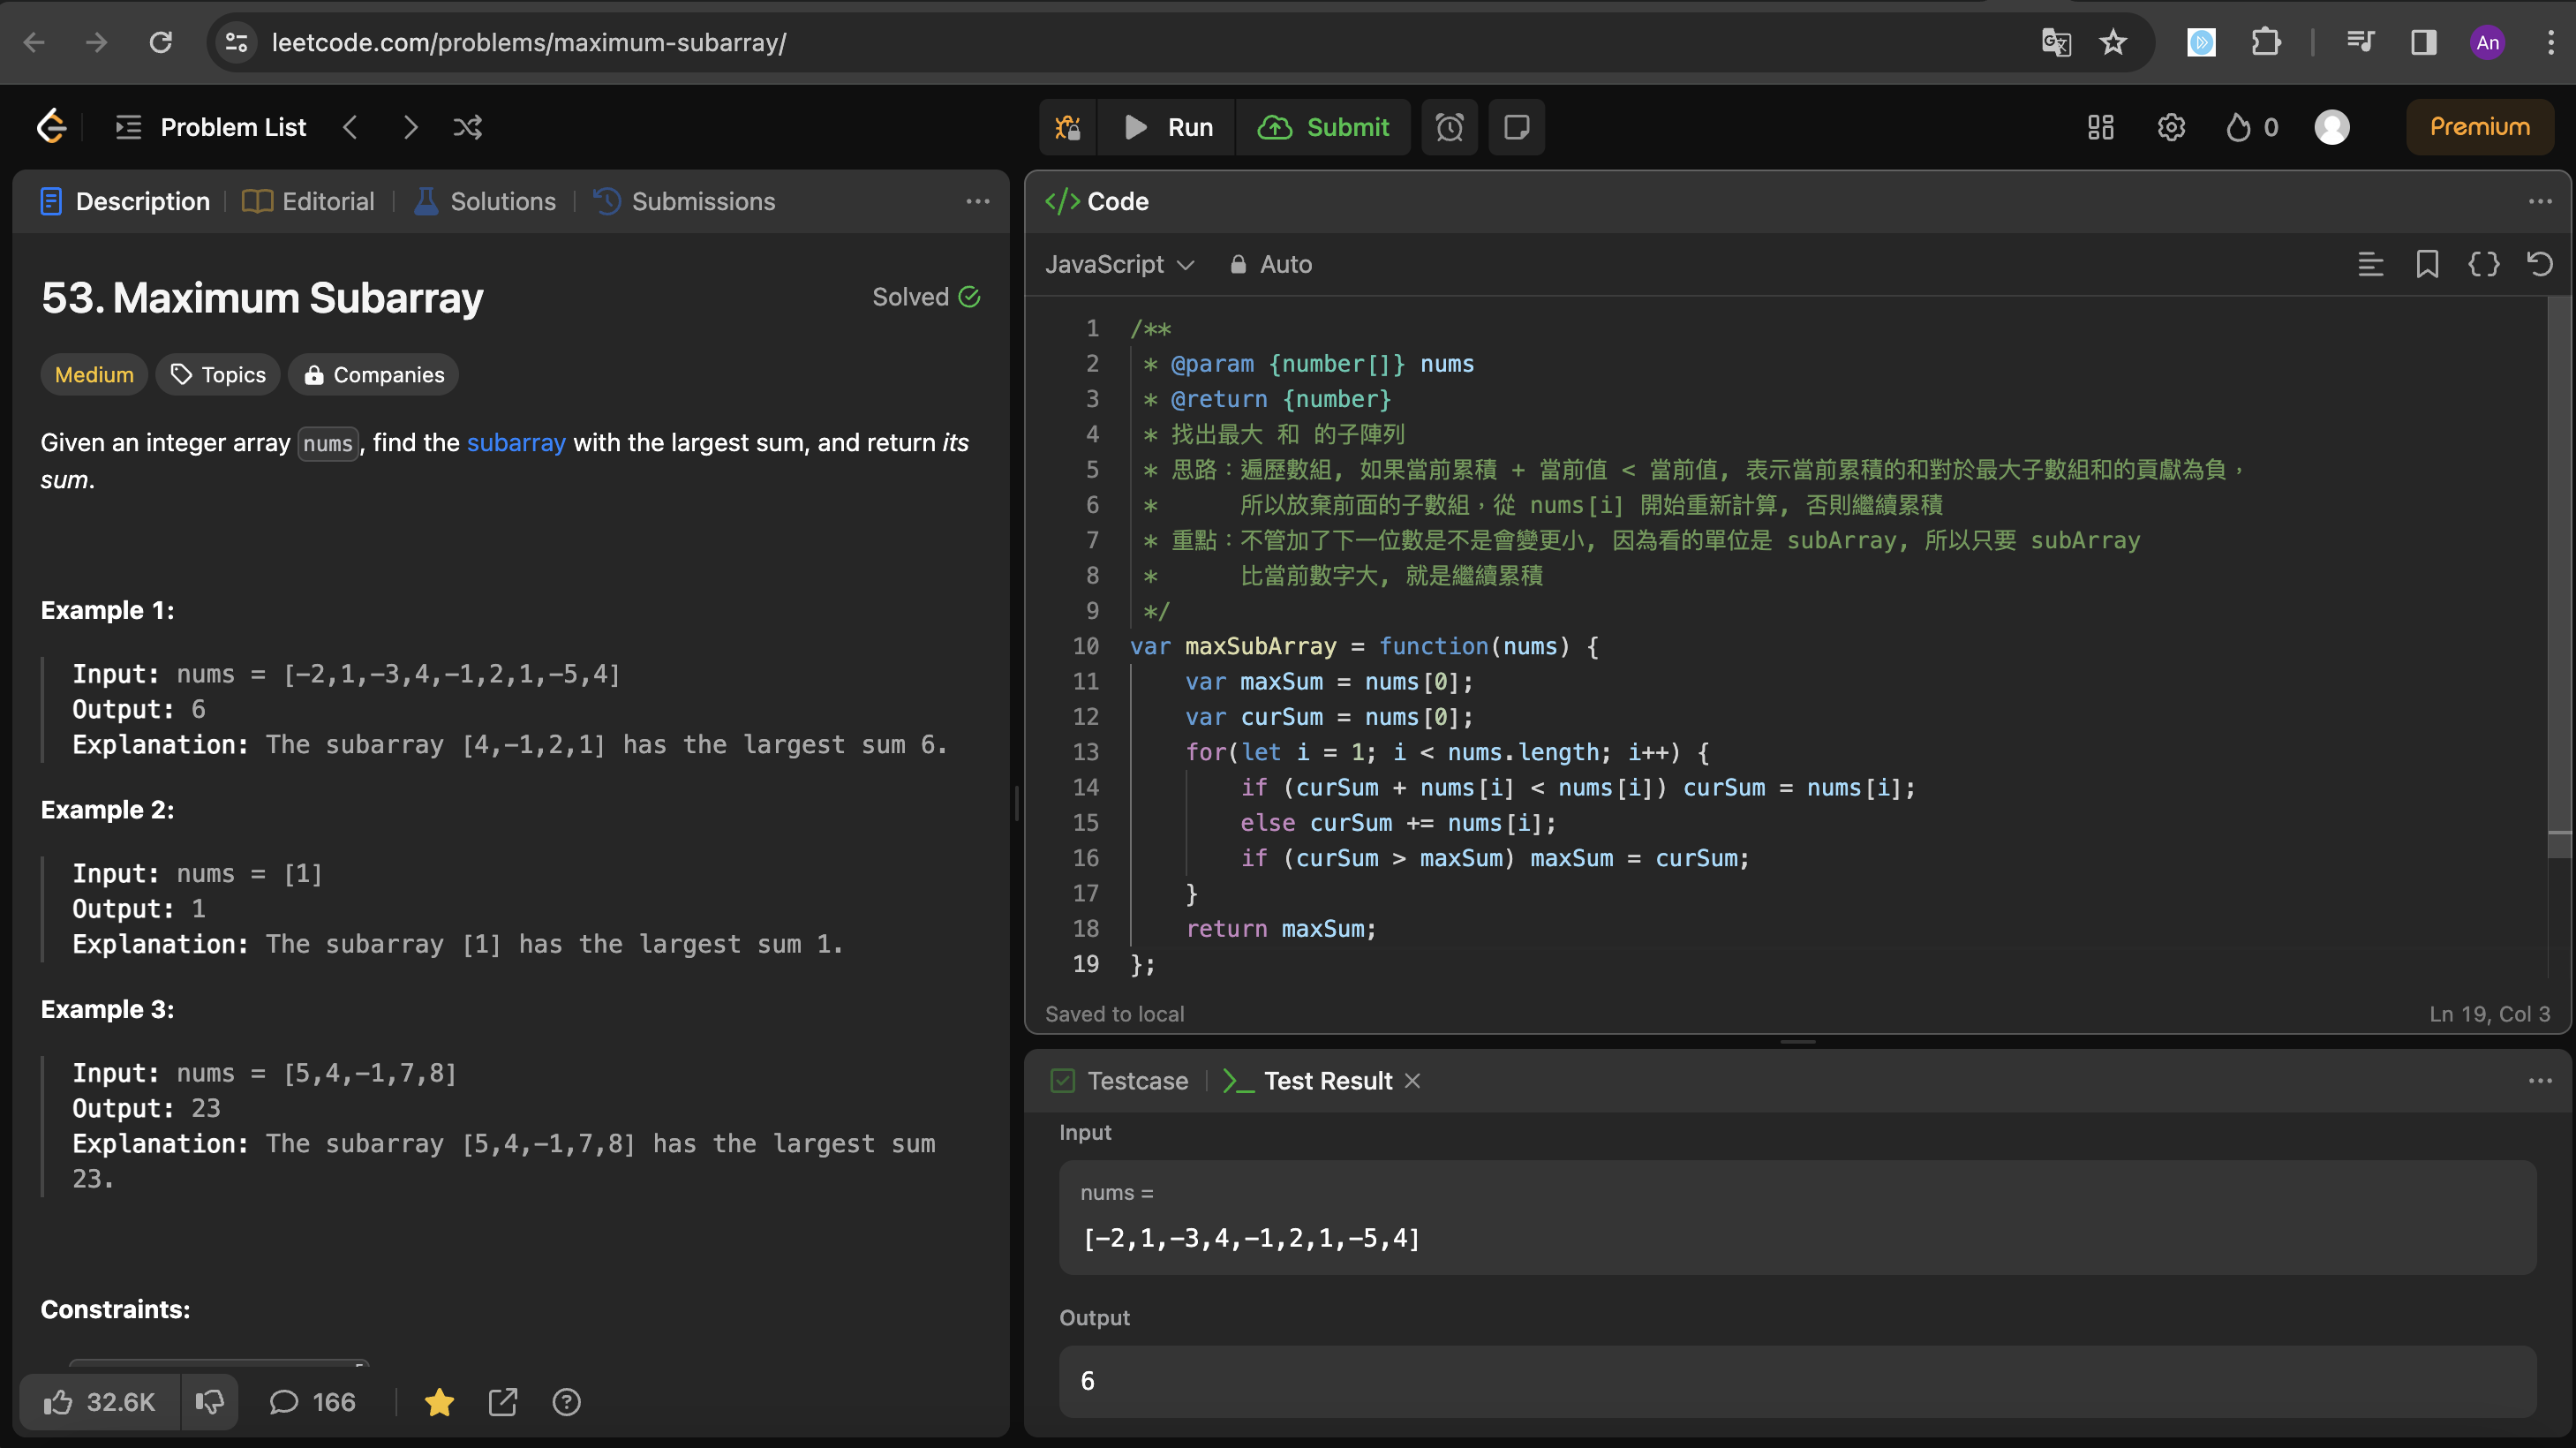 leetcode.com/problems/maximum-subarray/
An
Problem List
Run
Submit
0
Premium
Description
Editorial
Solutions
Submissions
53. Maximum Subarray
Solved
Medium
Topics
Companies
Given an integer array nums, find the subarray with the largest sum, and return its
sum.
Example 1:
Input: nums = [-2,1,-3,4,-1,2,1,-5,4]
Output: 6
Explanation: The subarray [4,-1,2,1] has the largest sum 6.
Example 2:
Input: nums = [1]
Output: 1
Explanation: The subarray [1] has the largest sum 1.
Example 3:
Input: nums = [5,4,-1,7,8]
Output: 23
Explanation: The subarray [5,4,-1,7,8] has the largest sum
23.
Constraints:
32.6K
166
Code
JavaScript
Auto
1 /**
2 * @param {number[]} nums
3 * @return {number}
4 * 找出最大 和 的子陣列
5 * 思路：遍歷數組, 如果當前累積 + 當前值 < 當前值, 表示當前累積的和對於最大子數組和的貢獻為負，
6 * 所以放棄前面的子數組，從 nums[i] 開始重新計算, 否則繼續累積
7 * 重點：不管加了下一位數是不是會變更小, 因為看的單位是 subArray, 所以只要 subArray
8 * 比當前數字大, 就是繼續累積
9 */
10 var maxSubArray = function(nums) {
11 var maxSum = nums[0];
12 var curSum = nums[0];
13 for(let i = 1; i < nums.length; i++) {
14 if (curSum + nums[i] < nums[i]) curSum = nums[i];
15 else curSum += nums[i];
16 if (curSum > maxSum) maxSum = curSum;
17 }
18 return maxSum;
19 };
Saved to local
Ln 19, Col 3
Testcase
Test Result
Input
nums =
[-2,1,-3,4,-1,2,1,-5,4]
Output
6